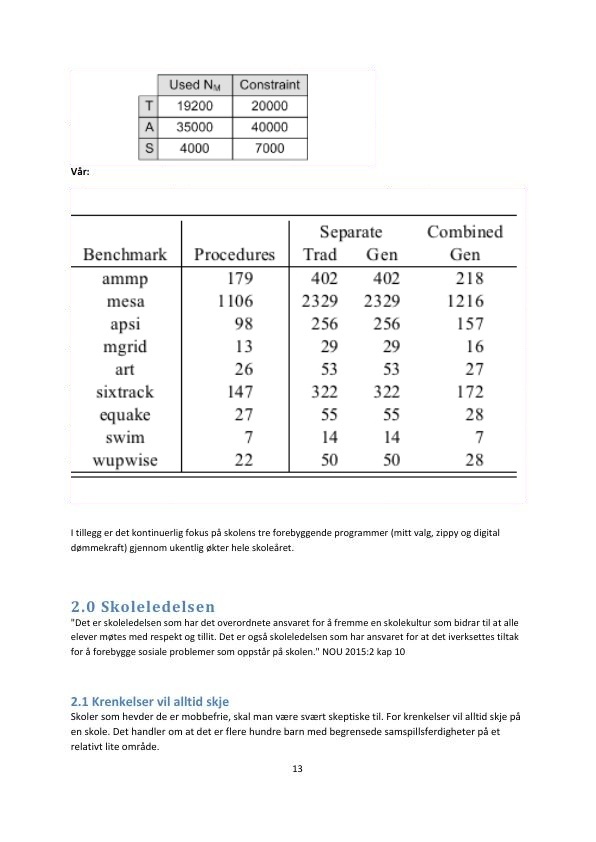 Used NM Constraint
T 19200 20000
A 35000 40000
S 4000 7000
Vår:
Separate Combined
Benchmark Procedures Trad Gen Gen
ammp 179 402 402 218
mesa 1106 2329 2329 1216
apsi 98 256 256 157
mgrid 13 29 29 16
art 26 53 53 27
sixtrack 147 322 322 172
equake 27 55 55 28
swim 7 14 14 7
wupwise 22 50 50 28
I tillegg er det kontinuerlig fokus på skolens tre forebyggende programmer (mitt valg, zippy og digital
dømmekraft) gjennom ukentlig økter hele skoleåret.
2.0 Skoleledelsen
"Det er skoleledelsen som har det overordnete ansvaret for å fremme en skolekultur som bidrar til at alle
elever møtes med respekt og tillit. Det er også skoleledelsen som har ansvaret for at det iverksettes tiltak
for å forebygge sosiale problemer som oppstår på skolen." NOU 2015:2 kap 10
2.1 Krenkelser vil alltid skje
Skoler som hevder de er mobbefrie, skal man være svært skeptiske til. For krenkelser vil alltid skje på
en skole. Det handler om at det er flere hundre barn med begrensede samspillsferdigheter på et
relativt lite område.
13